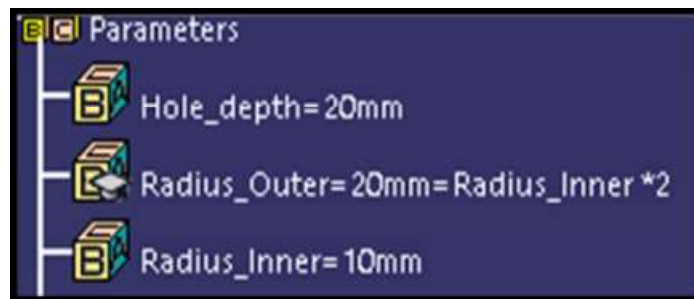 Parameters
Hole_depth=20mm
Radius_Outer=20mm=Radius_Inner *2
Radius_Inner=10mm